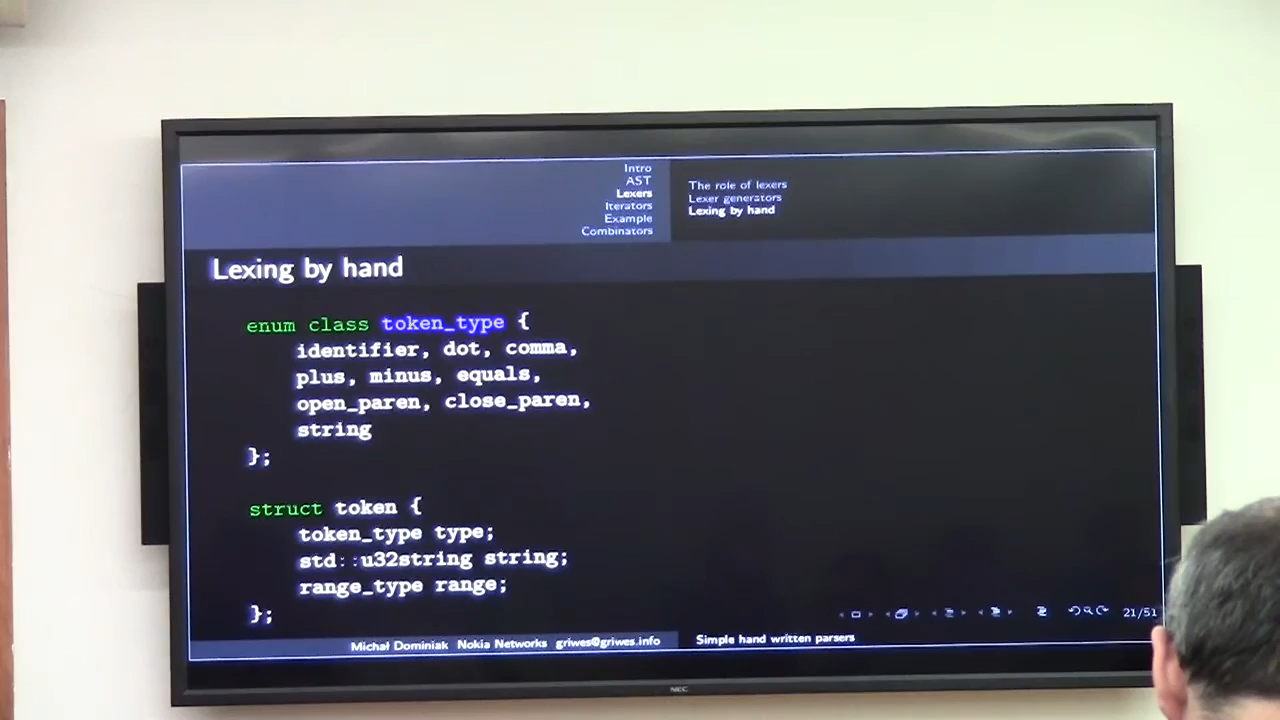 Intro
AST
Lexers
Iterators
Example
Combinators
The role of lexers
Lexer generators
Lexing by hand
Lexing by hand
enum class token_type {
identifier, dot, comma,
plus, minus, equals,
open_paren, close_paren,
string
};
struct token {
token_type type;
std::u32string string;
range_type range;
};
21/51
Michał Dominiak Nokia Networks griwes@griwes.info
Simple hand written parsers
NEC